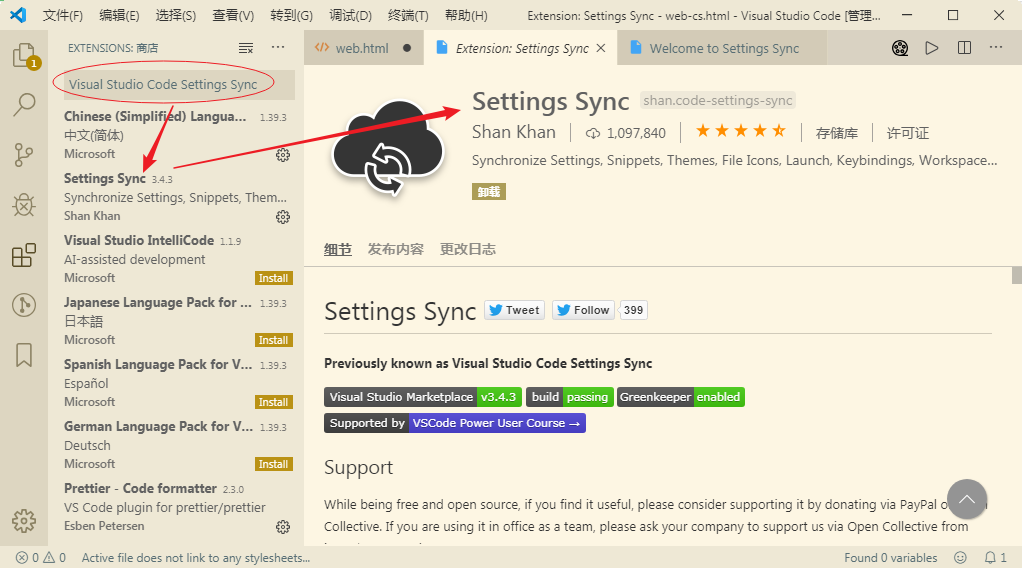 文件(F) 编辑(E) 选择(S) 查看(V) 转到(G) 调试(D) 终端(T) 帮助(H) Extension: Settings Sync - web-cs.html - Visual Studio Code [管理...
1
EXTENSIONS: 商店
Visual Studio Code Settings Sync
Chinese (Simplified) Langua... 1.39.3
中文(简体)
Microsoft
Settings Sync 3.4.3
Synchronize Settings, Snippets, Them...
Shan Khan
Visual Studio IntelliCode 1.1.9
AI-assisted development
Microsoft Install
Japanese Language Pack for ... 1.39.3
日本語
Microsoft Install
Spanish Language Pack for V... 1.39.3
Español
Microsoft Install
German Language Pack for V... 1.39.3
Deutsch
Microsoft Install
Prettier - Code formatter 2.3.0
VS Code plugin for prettier/prettier
Esben Petersen
web.html Extension: Settings Sync Welcome to Settings Sync
Settings Sync shan.code-settings-sync
Shan Khan 1,097,840 存储库 许可证
Synchronize Settings, Snippets, Themes, File Icons, Launch, Keybindings, Workspace...
卸载
细节 发布内容 更改日志
Settings Sync Tweet Follow 399
Previously known as Visual Studio Code Settings Sync
Visual Studio Marketplace v3.4.3 build passing Greenkeeper enabled
Supported by VSCode Power User Course →
Support
While being free and open source, if you find it useful, please consider supporting it by donating via PayPal
Collective. If you are using it in office as a team, please ask your company to support us via Open Collective from
0 0 Active file does not link to any stylesheets... Found 0 variables 1